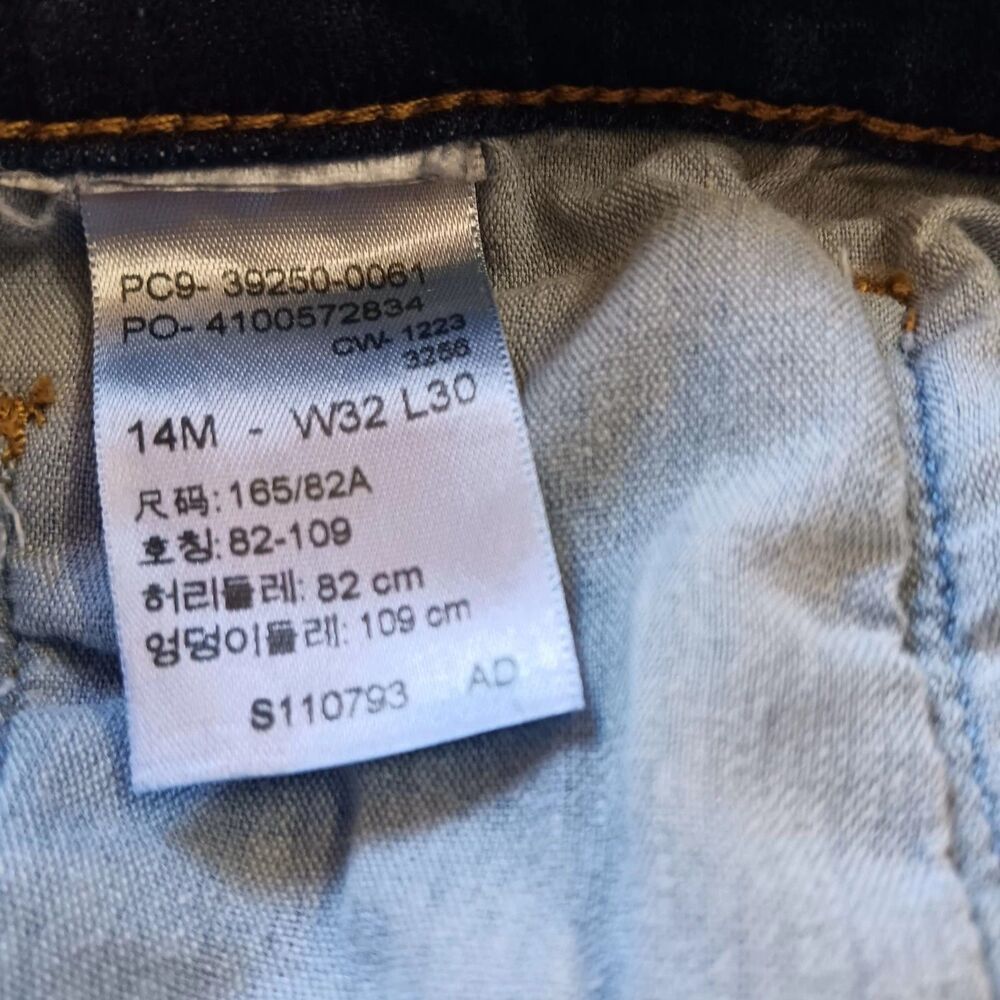 PC9- 39250-0061
PO- 4100572834
CW- 1223
3266
14M - W32 L30
尺码: 165/82A
호칭: 82-109
허리둘레: 82 cm
엉덩이둘레: 109 cm
S110793 AD